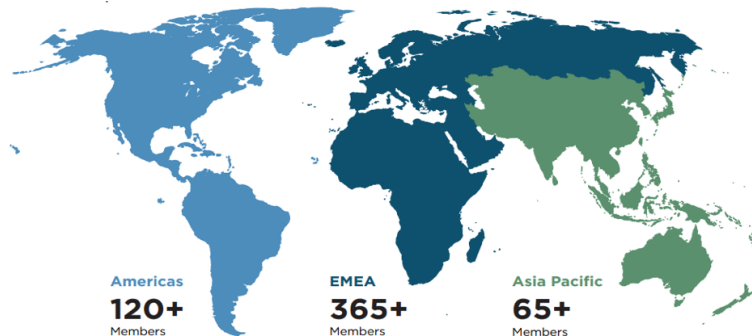 Americas
120+
Members
EMEA
365+
Members
Asia Pacific
65+
Members